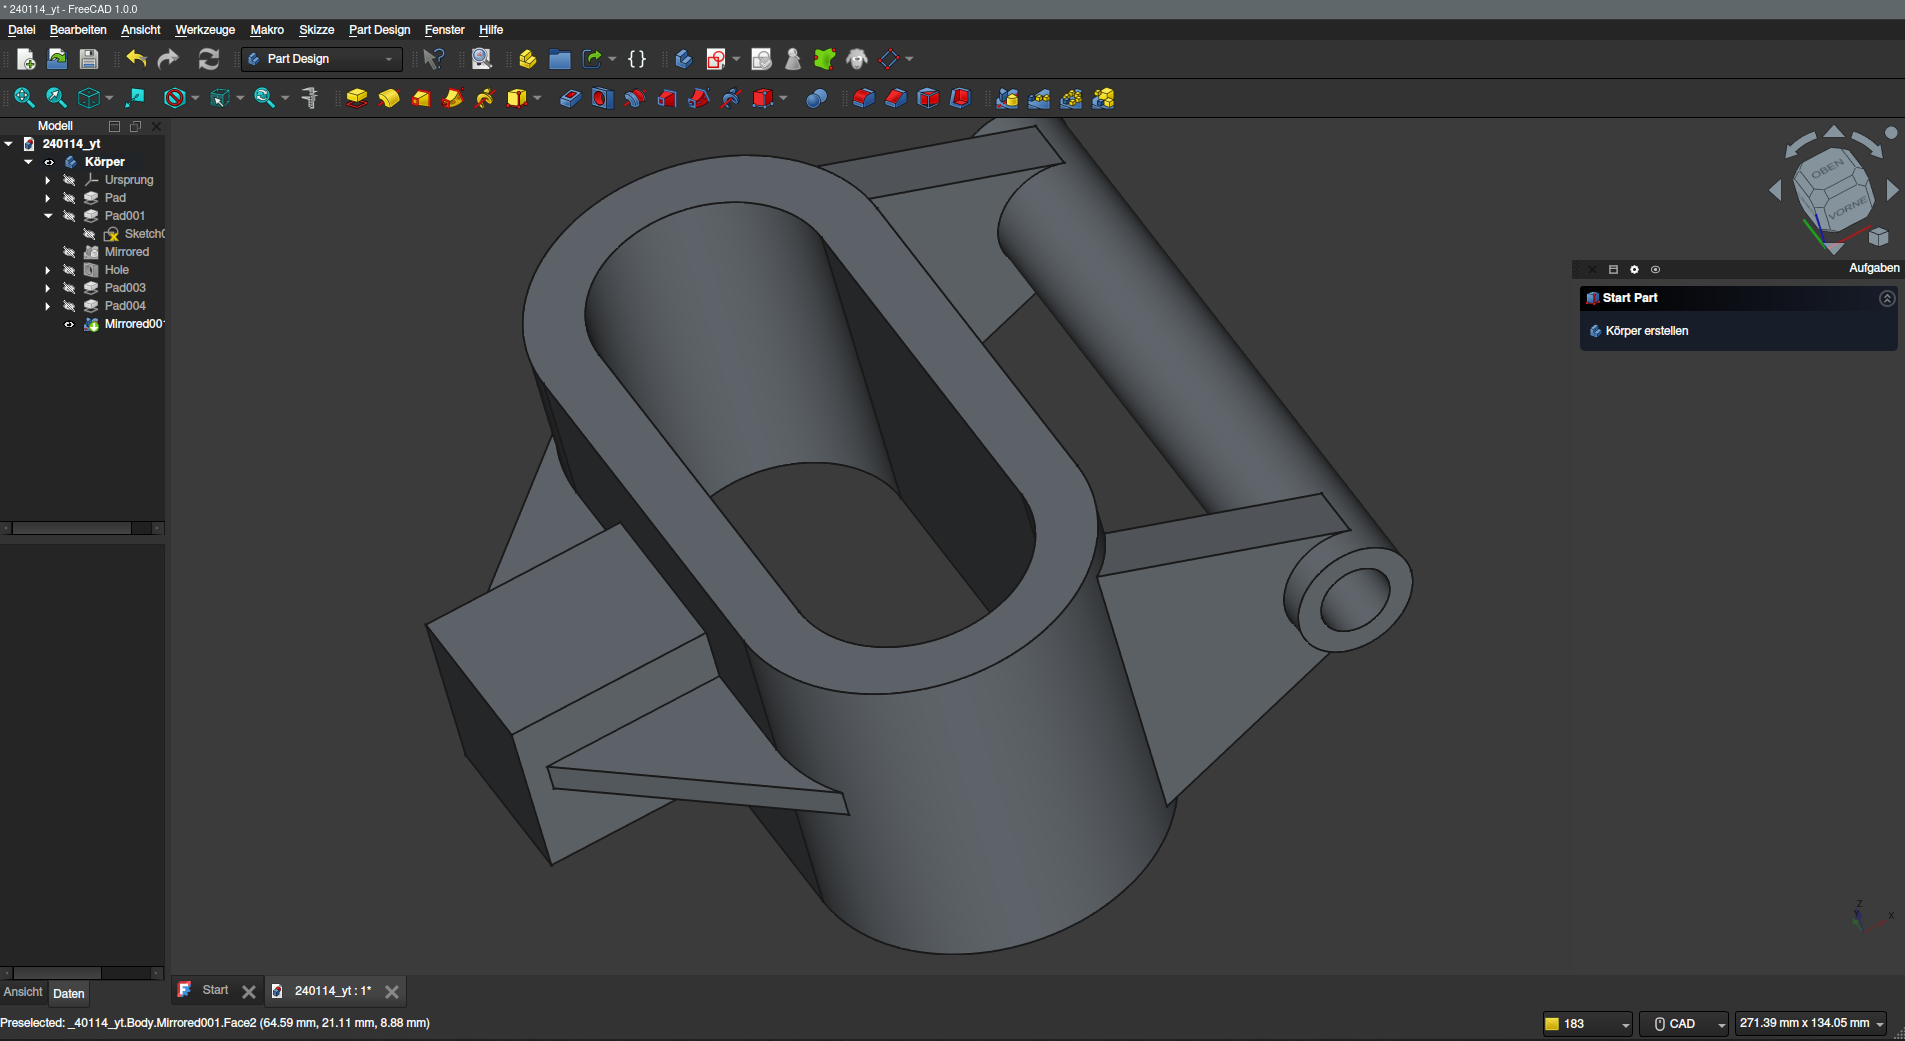 * 240114_yt - FreeCAD 1.0.0
Datei Bearbeiten Ansicht Werkzeuge Makro Skizze Part Design Fenster Hilfe
Part Design
{}
Modell
240114_yt
Körper
Ursprung
Pad
Pad001
Sketch0
Mirrored
Hole
Pad003
Pad004
Mirrored001
OBEN
VORNE
Aufgaben
Start Part
Körper erstellen
Z
Y
X
Ansicht Daten
Start
240114_yt : 1*
Preselected: _40114_yt.Body.Mirrored001.Face2 (64.59 mm, 21.11 mm, 8.88 mm)
183
CAD
271.39 mm x 134.05 mm